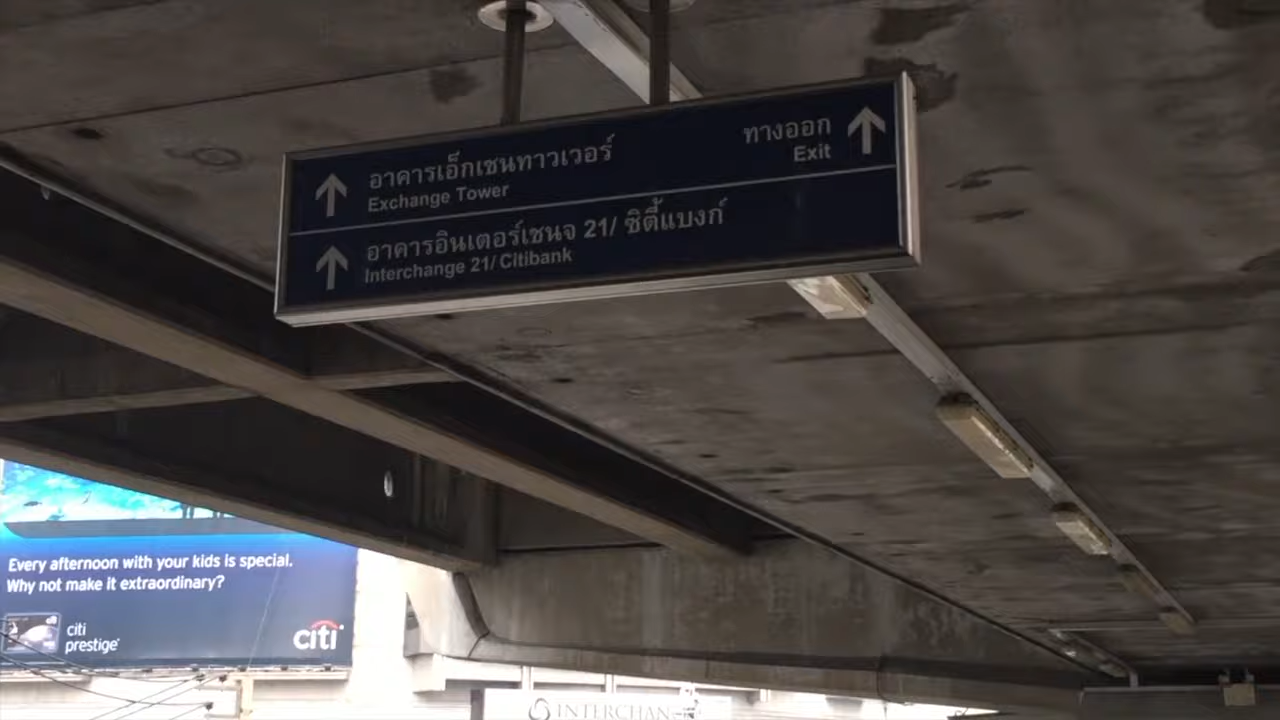 อาคารเอ็กเชนทาวเวอร์
Exchange Tower
ทางออก
Exit
อาคารอินเตอร์เชนจ 21/ ซิตี้แบงก์
Interchange 21/ Citibank
Every afternoon with your kids is special.
Why not make it extraordinary?
citi
prestige
citi